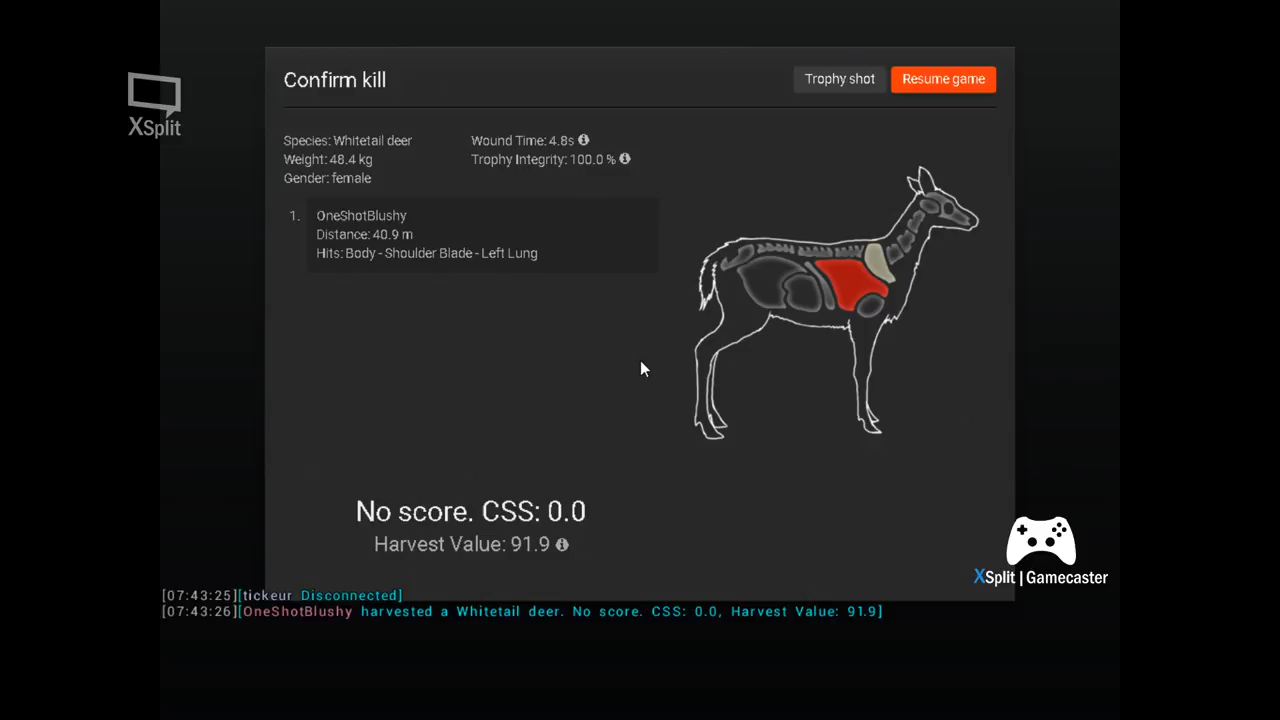 Confirm kill
Trophy shot
Resume game
XSplit
Species: Whitetail deer
Weight: 48.4 kg
Gender: female
Wound Time: 4.8s
Trophy Integrity: 100.0 %
1. OneShotBlushy
Distance: 40.9 m
Hits: Body - Shoulder Blade - Left Lung
No score. CSS: 0.0
Harvest Value: 91.9
XSplit | Gamecaster
[07:43:25][tickeur Disconnected]
[07:43:26][OneShotBlushy harvested a Whitetail deer. No score. CSS: 0.0, Harvest Value: 91.9]